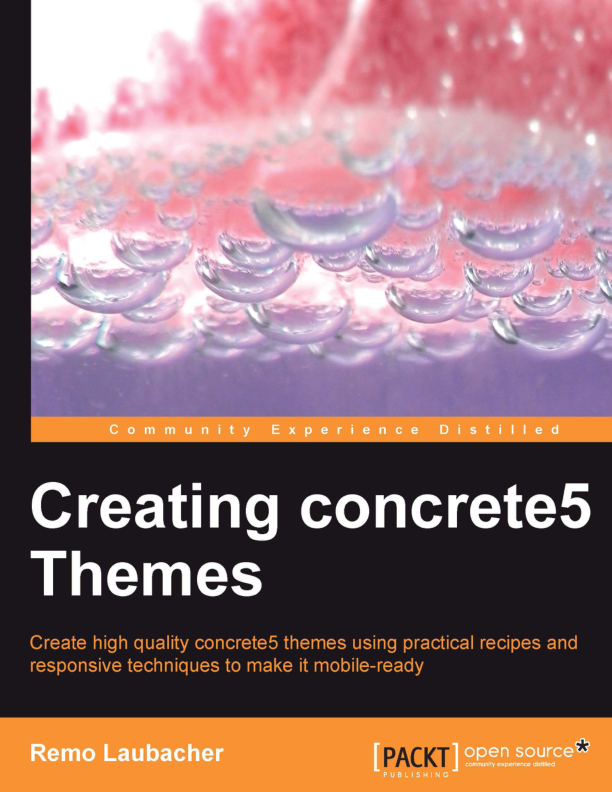 Community Experience Distilled
Creating concrete5
Themes
Create high quality concrete5 themes using practical recipes and
responsive techniques to make it mobile-ready
Remo Laubacher
[PACKT] open source*
PUBLISHING community experience distilled